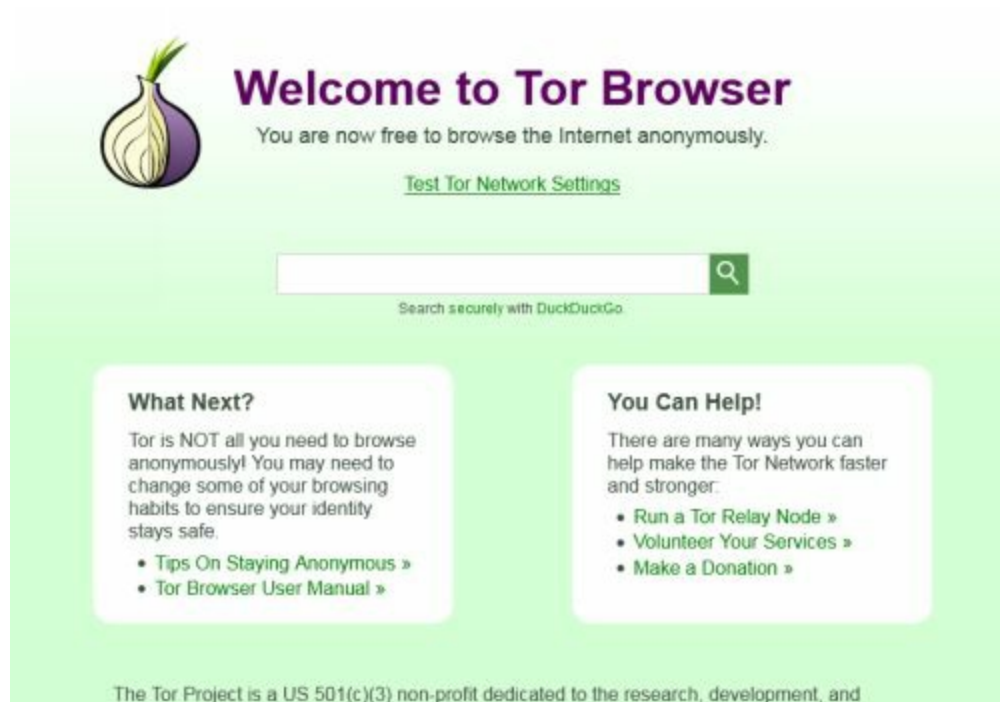 Welcome to Tor Browser
You are now free to browse the Internet anonymously.
Test Tor Network Settings
Search securely with DuckDuckGo.
What Next?
Tor is NOT all you need to browse
anonymously! You may need to
change some of your browsing
habits to ensure your identity
stays safe.
• Tips On Staying Anonymous »
• Tor Browser User Manual »
You Can Help!
There are many ways you can
help make the Tor Network faster
and stronger:
• Run a Tor Relay Node »
• Volunteer Your Services »
• Make a Donation »
The Tor Project is a US 501(c)(3) non-profit dedicated to the research, development, and